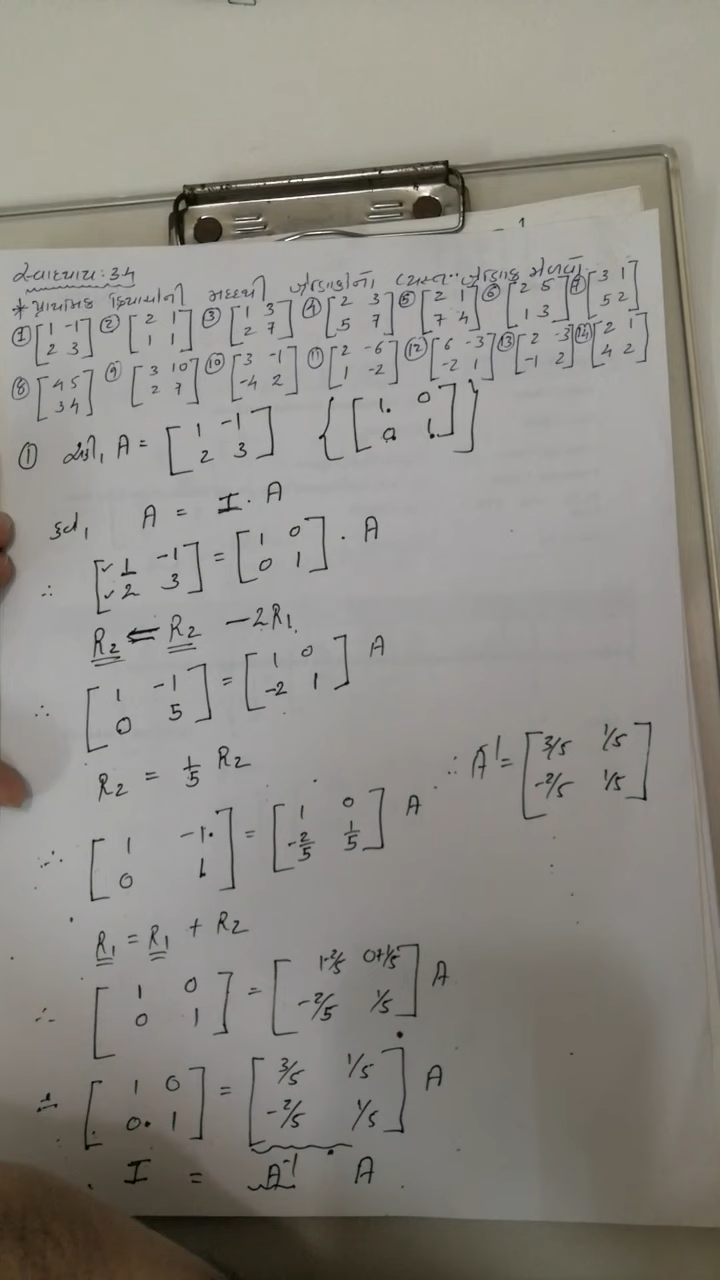 સ્વાધ્યાય: 3.4
* પ્રાથમિક ક્રિયાઓની મદદથી શ્રેણિકોનો વ્યસ્ત શ્રેણિક મેળવો.
① [1 -1; 2 3] ② [2 1; 1 1] ③ [1 3; 2 7] ④ [2 3; 5 7] ⑤ [2 1; 7 4] ⑥ [2 5; 1 3] ⑦ [3 1; 5 2]
⑧ [4 5; 3 4] ⑨ [3 10; 2 7] ⑩ [3 -1; -4 2] ⑪ [2 -6; 1 -2] ⑫ [6 -3; -2 1] ⑬ [2 -3; -1 2] ⑭ [2 1; 4 2]
① ધારો, A = [1 -1; 2 3] {[1 0; 0 1]}
હવે, A = I . A
∴ [1 -1; 2 3] = [1 0; 0 1] . A
R₂ = R₂ - 2R₁
∴ [1 -1; 0 5] = [1 0; -2 1] A
R₂ = 1/5 R₂
∴ [1 -1; 0 1] = [1 0; -2/5 1/5] A
∴ A⁻¹ = [3/5 1/5; -2/5 1/5]
R₁ = R₁ + R₂
∴ [1 0; 0 1] = [1-2/5 0+1/5; -2/5 1/5] A
∴ [1 0; 0 1] = [3/5 1/5; -2/5 1/5] A
I = A⁻¹ A